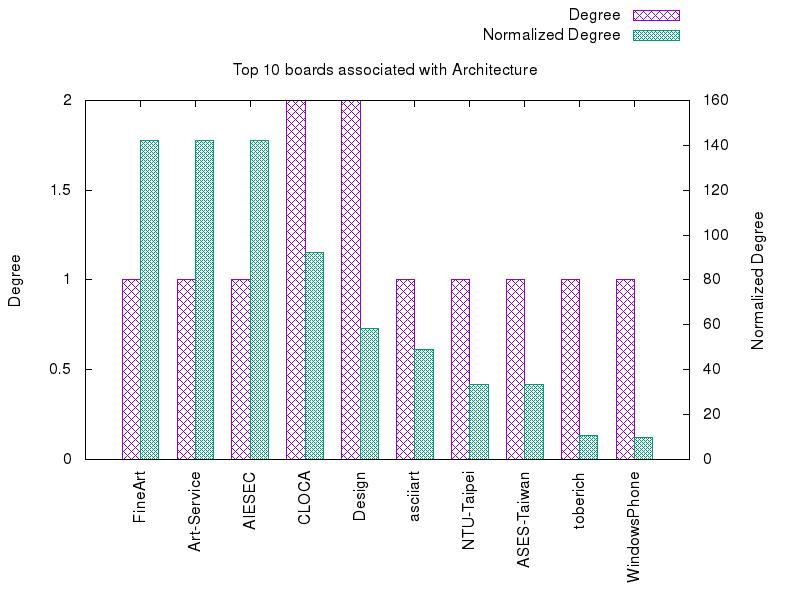 Degree
Normalized Degree
Top 10 boards associated with Architecture
2
1.5
1
0.5
0
Degree
160
140
120
100
80
60
40
20
0
Normalized Degree
FineArt
Art-Service
AIESEC
CLOCA
Design
asciiart
NTU-Taipei
ASES-Taiwan
toberich
WindowsPhone